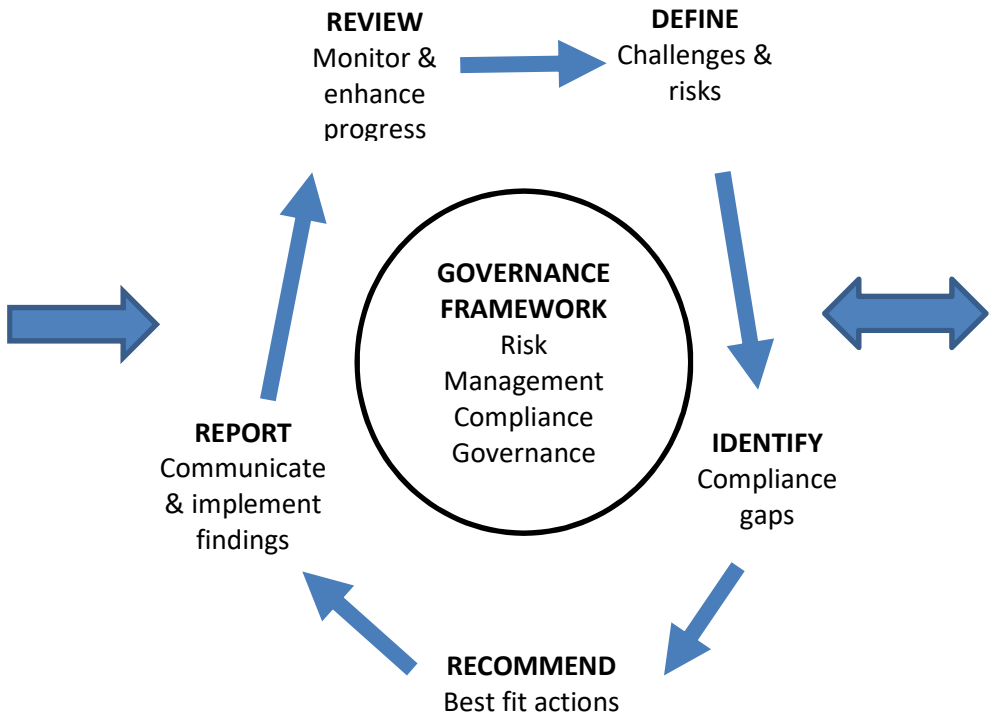 REVIEW
Monitor &
enhance
progress
DEFINE
Challenges &
risks
GOVERNANCE
FRAMEWORK
Risk
Management
Compliance
Governance
IDENTIFY
Compliance
gaps
RECOMMEND
Best fit actions
REPORT
Communicate
& implement
findings